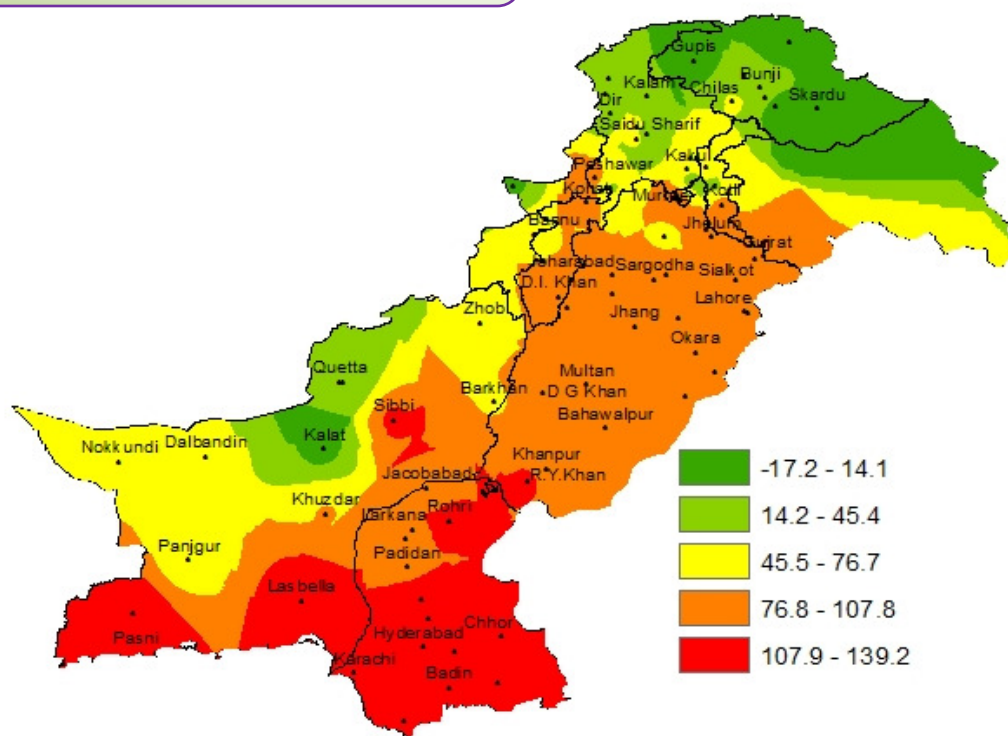 Gupis
Bunji
Kalam
Chilas
Skardu
Dir
Saidu Sharif
Kakul
Peshawar
Kohat
Kotli
Bannu
Jhelum
Gujrat
Sargodha
Sialkot
D.I. Khan
Lahore
Zhob
Jhang
Okara
Quetta
Multan
Barkhan
D G Khan
Sibbi
Bahawalpur
Nokkundi
Dalbandin
Kalat
Khanpur
-17.2 - 14.1
Jacobabad
R.Y.Khan
Khuzdar
14.2 - 45.4
Larkana
Rohri
Panjgur
Padidan
45.5 - 76.7
Lasbella
76.8 - 107.8
Pasni
Hyderabad
Chhor
107.9 - 139.2
Karachi
Badin